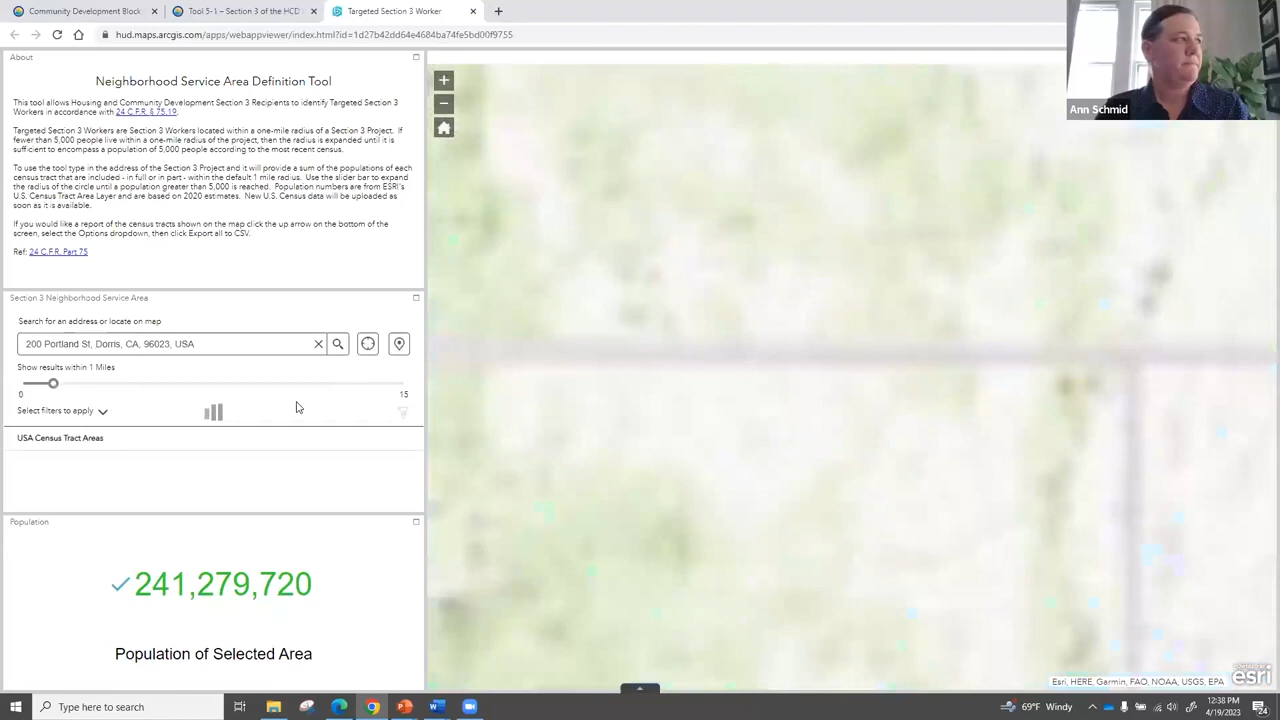 Community Development Block
Tool 5-1 – Section 3 of the HCD
Targeted Section 3 Worker
hud.maps.arcgis.com/apps/webappviewer/index.html?id=1d27b42dd64e4684ba74fe5bd00f9755
Ann Schmid
About
Neighborhood Service Area Definition Tool
This tool allows Housing and Community Development Section 3 Recipients to identify Targeted Section 3
Workers in accordance with 24 C.F.R. § 75.19.
Targeted Section 3 Workers are Section 3 Workers located within a one-mile radius of a Section 3 Project. If
fewer than 5,000 people live within a one-mile radius of the project, then the radius is expanded until it is
sufficient to encompass a population of 5,000 people according to the most recent census.
To use the tool type in the address of the Section 3 Project and it will provide a sum of the populations of each
census tract that are included - in full or in part - within the default 1 mile radius. Use the slider bar to expand
the radius of the circle until a population greater than 5,000 is reached. Population numbers are from ESRI's
U.S. Census Tract Area Layer and are based on 2020 estimates. New U.S. Census data will be uploaded as
soon as it is available.
If you would like a report of the census tracts shown on the map click the up arrow on the bottom of the
screen, select the Options dropdown, then click Export all to CSV.
Ref: 24 C.F.R. Part 75
Section 3 Neighborhood Service Area
Search for an address or locate on map
200 Portland St, Dorris, CA, 96023, USA
Show results within 1 Miles
0 15
Select filters to apply
USA Census Tract Areas
Population
241,279,720
Population of Selected Area
Esri, HERE, Garmin, FAO, NOAA, USGS, EPA
POWERED BY
esri
Type here to search
69°F Windy
12:38 PM
4/19/2023
24